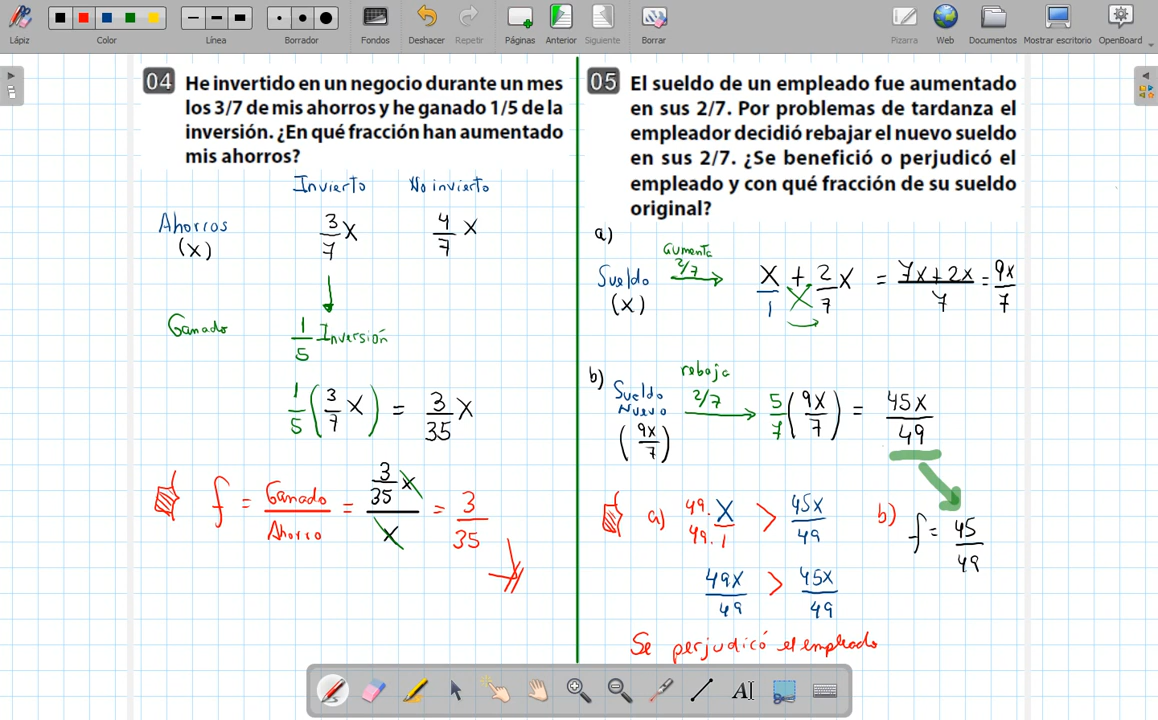 Lápiz
Color
Línea
Borrador
Fondos
Deshacer
Repetir
Páginas
Anterior
Siguiente
Borrar
Pizarra
Web
Documentos
Mostrar escritorio
OpenBoard
04 He invertido en un negocio durante un mes
los 3/7 de mis ahorros y he ganado 1/5 de la
inversión. ¿En qué fracción han aumentado
mis ahorros?
Invierto No invierto
Ahorros (x) 3/7 x 4/7 x
Ganado 1/5 Inversión
1/5 (3/7 x) = 3/35 x
f = Ganado/Ahorro = 3/35 x / x = 3/35
05 El sueldo de un empleado fue aumentado
en sus 2/7. Por problemas de tardanza el
empleador decidió rebajar el nuevo sueldo
en sus 2/7. ¿Se benefició o perjudicó el
empleado y con qué fracción de su sueldo
original?
a)
Sueldo (x) aumenta 2/7 x/1 + 2/7 x = 7x+2x/7 = 9x/7
b)
Sueldo Nuevo (9x/7) rebaja 2/7 5/7 (9x/7) = 45x/49
a) 49.x/49.1 > 45x/49
49x/49 > 45x/49
b) f = 45/49
Se perjudicó el empleado
AI